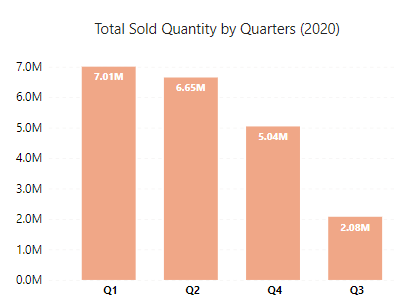 Total Sold Quantity by Quarters (2020)
7.0M
6.0M
5.0M
4.0M
3.0M
2.0M
1.0M
0.0M
7.01M
6.65M
5.04M
2.08M
Q1
Q2
Q4
Q3